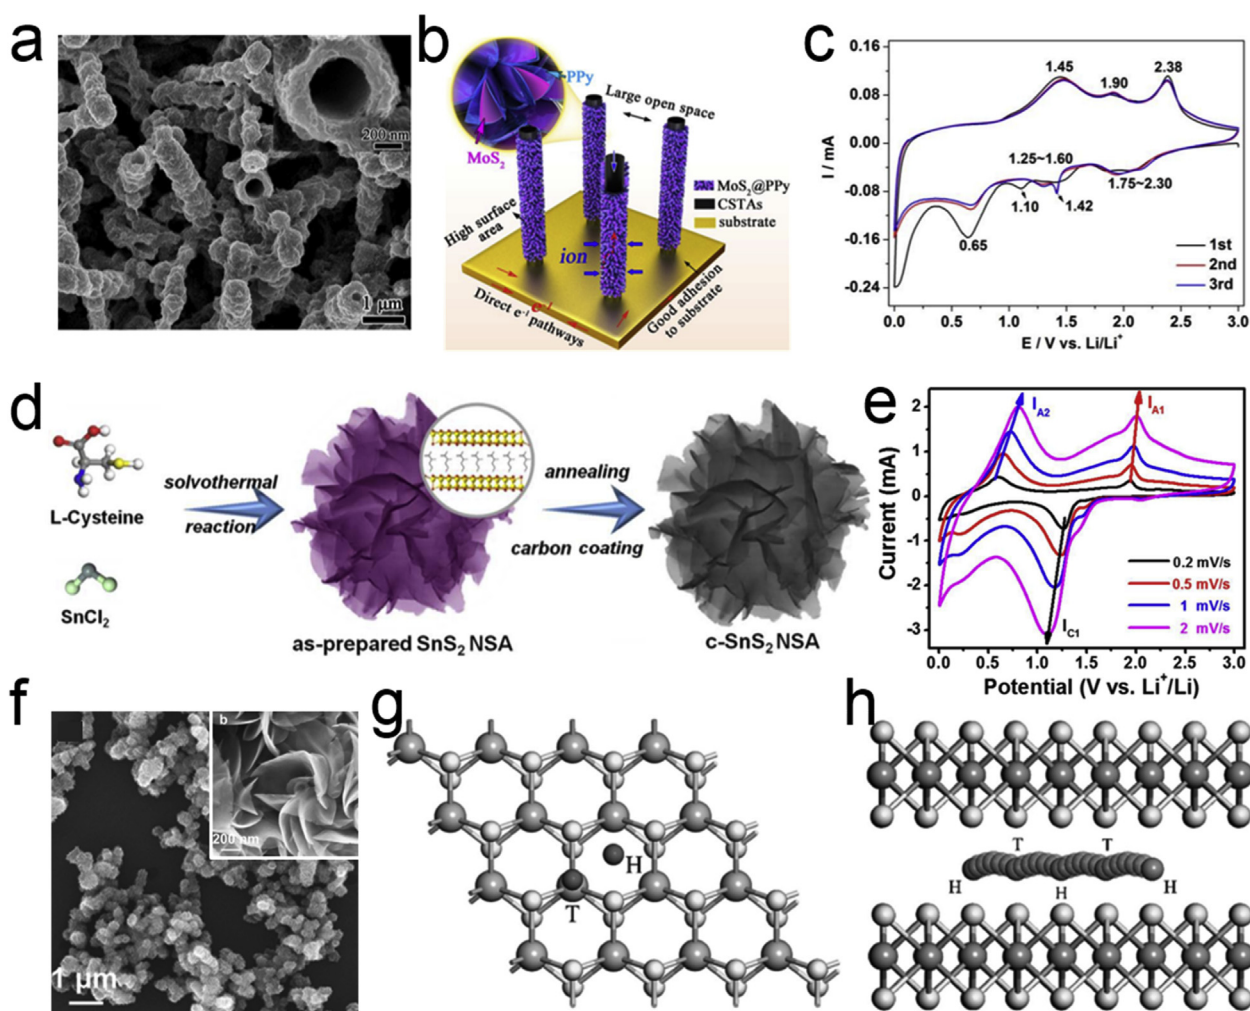 a
200 nm
1 μm
b
PPy
MoS₂
Large open space
High surface
area
MoS₂@PPy
CSTAs
substrate
ion
e⁻¹
Direct e⁻¹ pathways
Good adhesion
to substrate
c
0.16
0.08
0.00
-0.08
-0.16
-0.24
I / mA
1.45
1.90
2.38
1.25~1.60
1.10
1.42
1.75~2.30
0.65
1st
2nd
3rd
0.0 0.5 1.0 1.5 2.0 2.5 3.0
E / V vs. Li/Li⁺
d
L-Cysteine
SnCl₂
solvothermal
reaction
as-prepared SnS₂ NSA
annealing
carbon coating
c-SnS₂ NSA
e
2
1
0
-1
-2
-3
Current (mA)
I_A2
I_A1
I_C1
0.2 mV/s
0.5 mV/s
1 mV/s
2 mV/s
0.0 0.5 1.0 1.5 2.0 2.5 3.0
Potential (V vs. Li⁺/Li)
f
b
200 nm
1 μm
g
H
T
h
T T
H H H